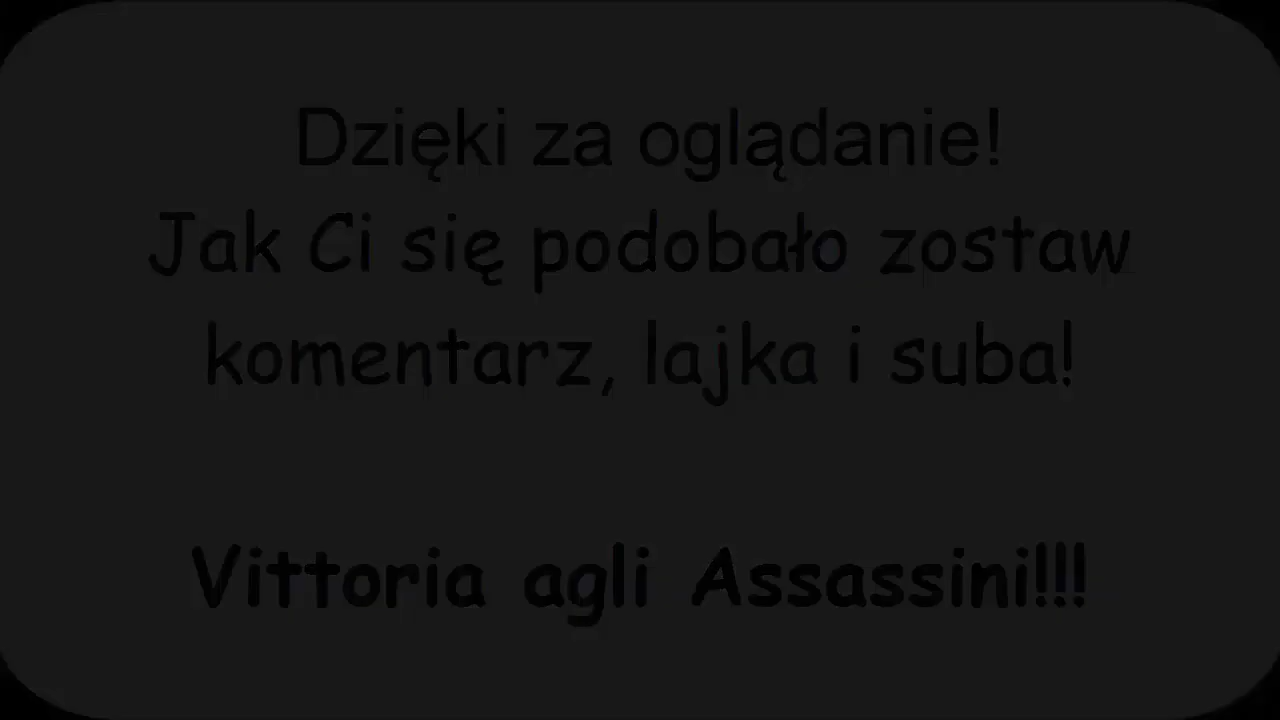 Dzięki za oglądanie!
Jak Ci się podobało zostaw
komentarz, lajka i suba!
Vittoria agli Assassini!!!